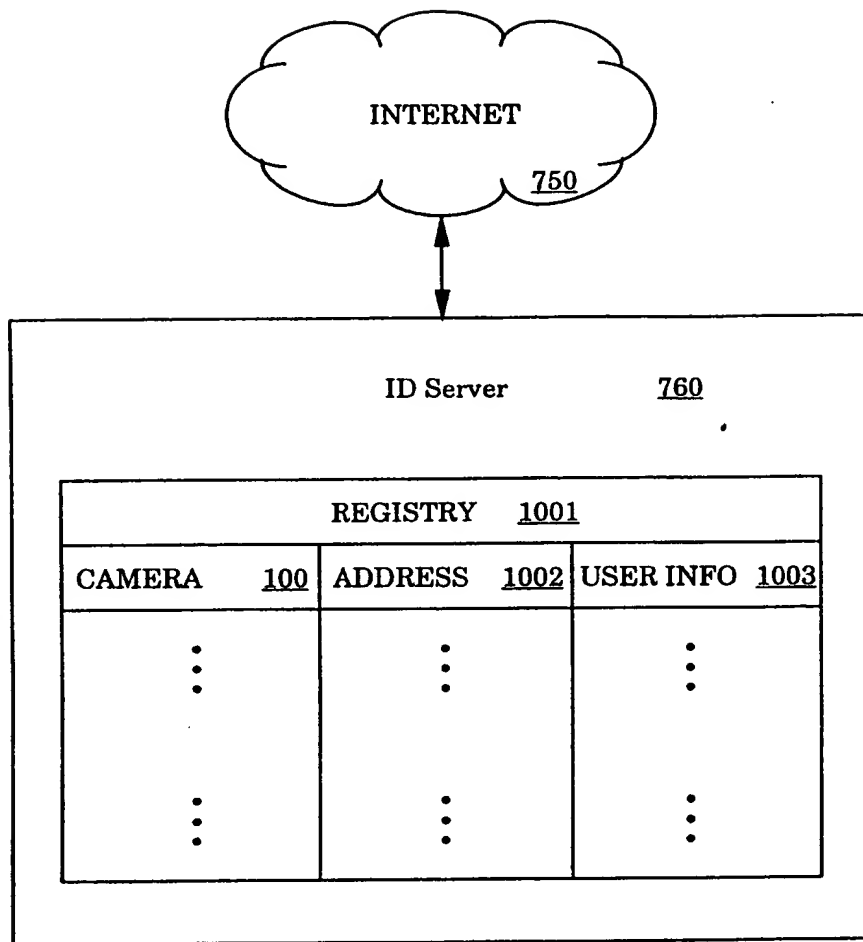 INTERNET
750
ID Server 760
REGISTRY 1001
CAMERA 100 ADDRESS 1002 USER INFO 1003